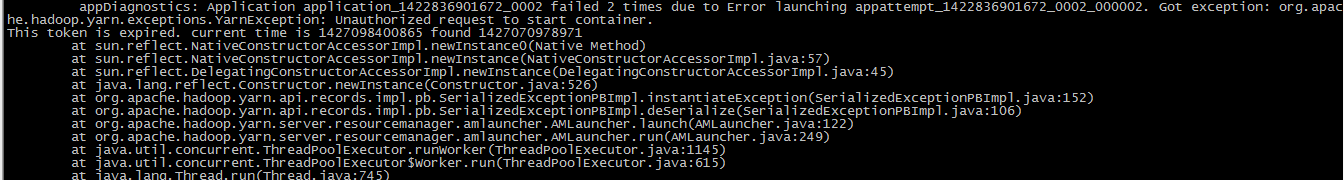 appDiagnostics: Application application_1422836901672_0002 failed 2 times due to Error launching appattempt_1422836901672_0002_000002. Got exception: org.apac
he.hadoop.yarn.exceptions.YarnException: Unauthorized request to start container.
This token is expired. current time is 1427098400865 found 1427070978971
at sun.reflect.NativeConstructorAccessorImpl.newInstance0(Native Method)
at sun.reflect.NativeConstructorAccessorImpl.newInstance(NativeConstructorAccessorImpl.java:57)
at sun.reflect.DelegatingConstructorAccessorImpl.newInstance(DelegatingConstructorAccessorImpl.java:45)
at java.lang.reflect.Constructor.newInstance(Constructor.java:526)
at org.apache.hadoop.yarn.api.records.impl.pb.SerializedExceptionPBImpl.instantiateException(SerializedExceptionPBImpl.java:152)
at org.apache.hadoop.yarn.api.records.impl.pb.SerializedExceptionPBImpl.deSerialize(SerializedExceptionPBImpl.java:106)
at org.apache.hadoop.yarn.server.resourcemanager.amlauncher.AMLauncher.launch(AMLauncher.java:122)
at org.apache.hadoop.yarn.server.resourcemanager.amlauncher.AMLauncher.run(AMLauncher.java:249)
at java.util.concurrent.ThreadPoolExecutor.runWorker(ThreadPoolExecutor.java:1145)
at java.util.concurrent.ThreadPoolExecutor$Worker.run(ThreadPoolExecutor.java:615)
at java.lang.Thread.run(Thread.java:745)